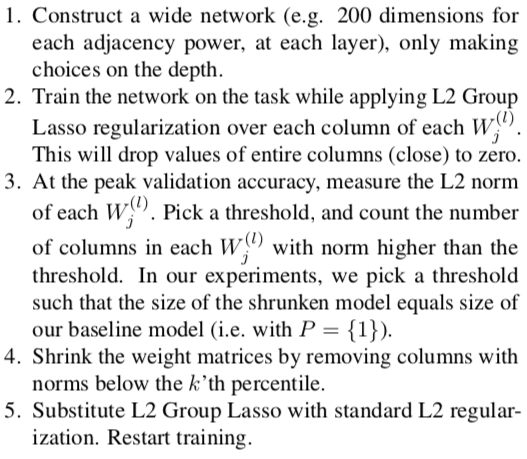 1. Construct a wide network (e.g. 200 dimensions for
each adjacency power, at each layer), only making
choices on the depth.
2. Train the network on the task while applying L2 Group
Lasso regularization over each column of each $W_j^{(l)}$.
This will drop values of entire columns (close) to zero.
3. At the peak validation accuracy, measure the L2 norm
of each $W_j^{(l)}$. Pick a threshold, and count the number
of columns in each $W_j^{(l)}$ with norm higher than the
threshold. In our experiments, we pick a threshold
such that the size of the shrunken model equals size of
our baseline model (i.e. with $P = \{1\}$).
4. Shrink the weight matrices by removing columns with
norms below the $k$'th percentile.
5. Substitute L2 Group Lasso with standard L2 regular-
ization. Restart training.